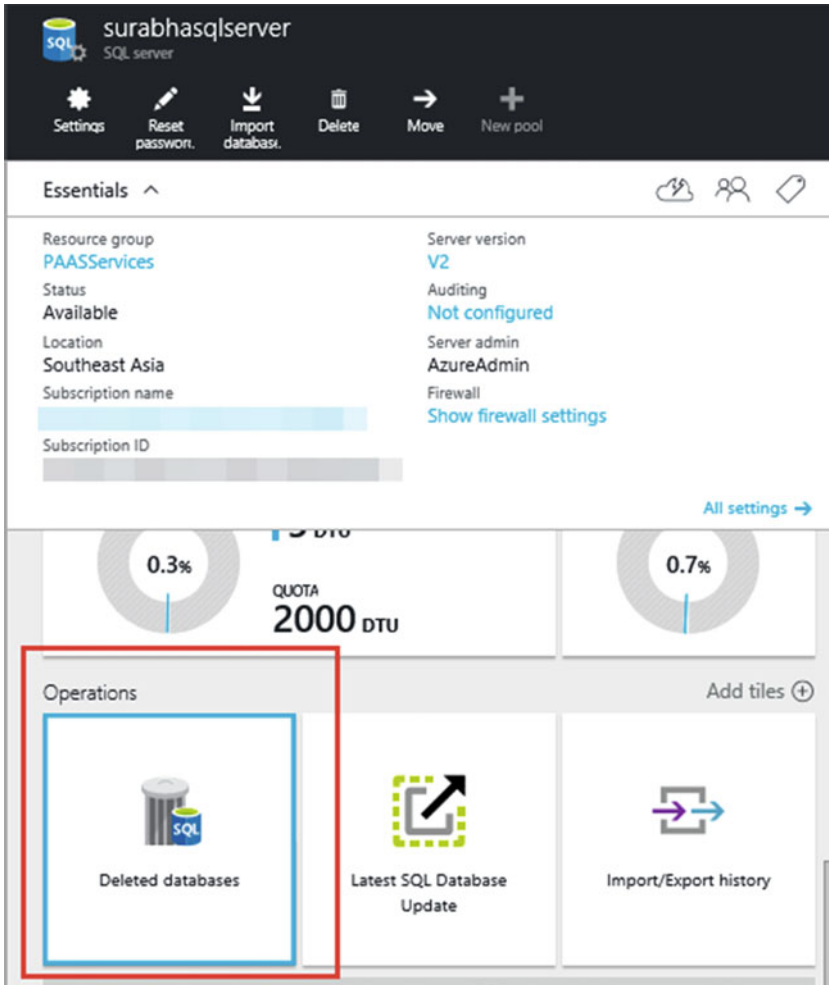 surabhasqlserver
SQL server
Settings
Reset
passwor.
Import
databas.
Delete
Move
New pool
Essentials
Resource group
PAASServices
Status
Available
Location
Southeast Asia
Subscription name
Subscription ID
Server version
V2
Auditing
Not configured
Server admin
AzureAdmin
Firewall
Show firewall settings
All settings
0.3%
DTU
QUOTA
2000 DTU
0.7%
Operations
Add tiles
SQL
Deleted databases
Latest SQL Database
Update
Import/Export history